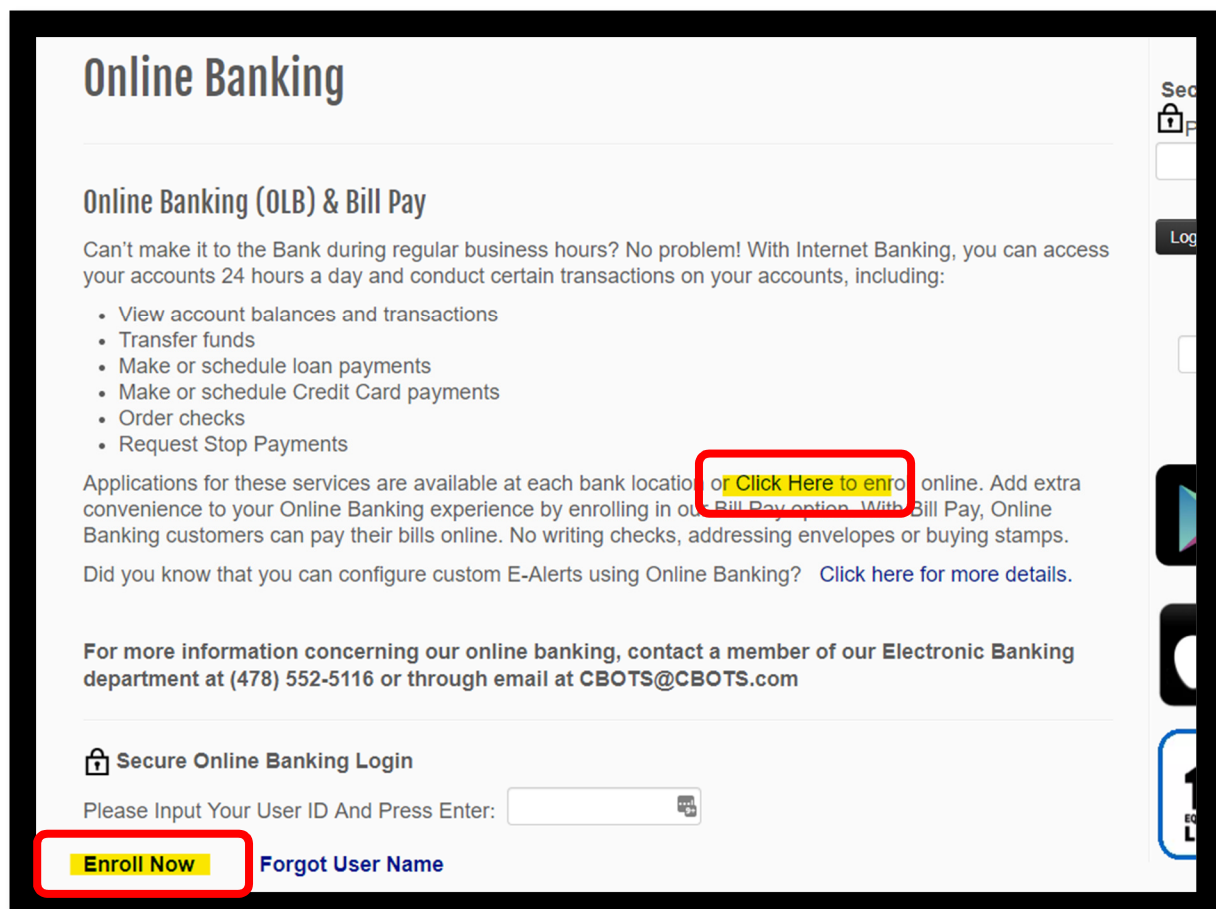 Online Banking
Sec
P
Online Banking (OLB) & Bill Pay
Can't make it to the Bank during regular business hours? No problem! With Internet Banking, you can access
your accounts 24 hours a day and conduct certain transactions on your accounts, including:
Log
• View account balances and transactions
• Transfer funds
• Make or schedule loan payments
• Make or schedule Credit Card payments
• Order checks
• Request Stop Payments
Applications for these services are available at each bank location or Click Here to enrol online. Add extra
convenience to your Online Banking experience by enrolling in our Bill Pay option. With Bill Pay, Online
Banking customers can pay their bills online. No writing checks, addressing envelopes or buying stamps.
Did you know that you can configure custom E-Alerts using Online Banking? Click here for more details.
For more information concerning our online banking, contact a member of our Electronic Banking
department at (478) 552-5116 or through email at CBOTS@CBOTS.com
Secure Online Banking Login
Please Input Your User ID And Press Enter:
9+
EQ
L
Enroll Now Forgot User Name